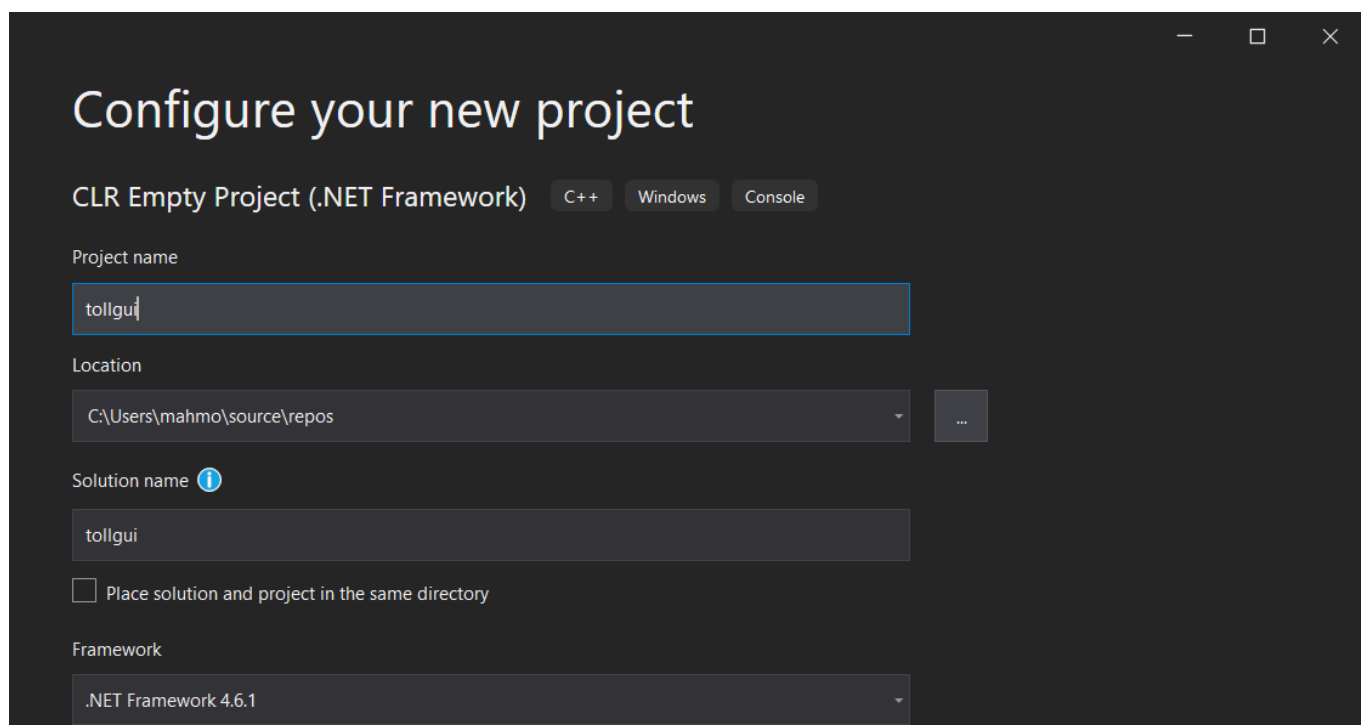 Configure your new project
CLR Empty Project (.NET Framework) C++ Windows Console
Project name
tollgui
Location
C:\Users\mahmo\source\repos
...
Solution name
tollgui
Place solution and project in the same directory
Framework
.NET Framework 4.6.1